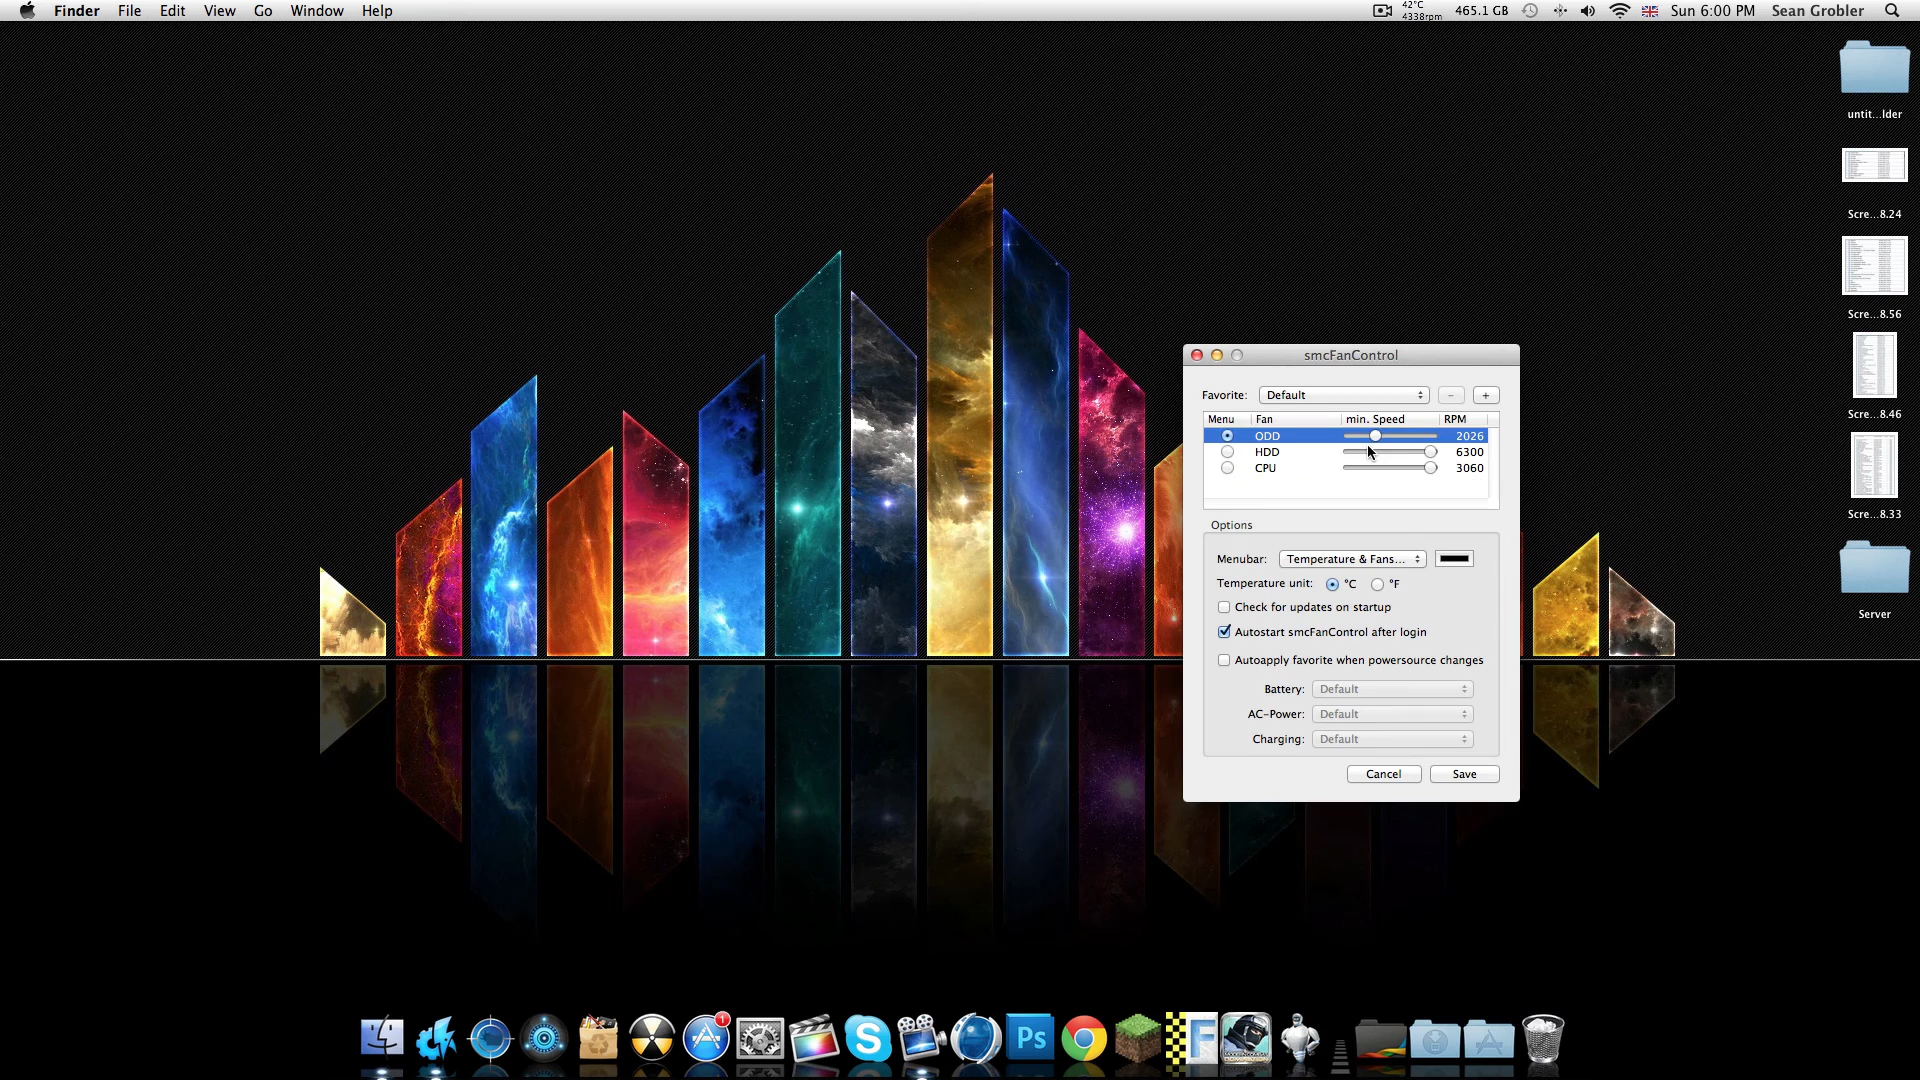 Finder File Edit View Go Window Help
42°C
4338rpm
465.1 GB Sun 6:00 PM Sean Grobler
untit...lder
Scre...8.24
Scre...8.56
Scre...8.46
Scre...8.33
Server
smcFanControl
Favorite: Default - +
Menu Fan min. Speed RPM
ODD 2026
HDD 6300
CPU 3060
Options
Menubar: Temperature & Fans...
Temperature unit: °C °F
Check for updates on startup
Autostart smcFanControl after login
Autoapply favorite when powersource changes
Battery: Default
AC-Power: Default
Charging: Default
Cancel Save
1
S
Ps
F